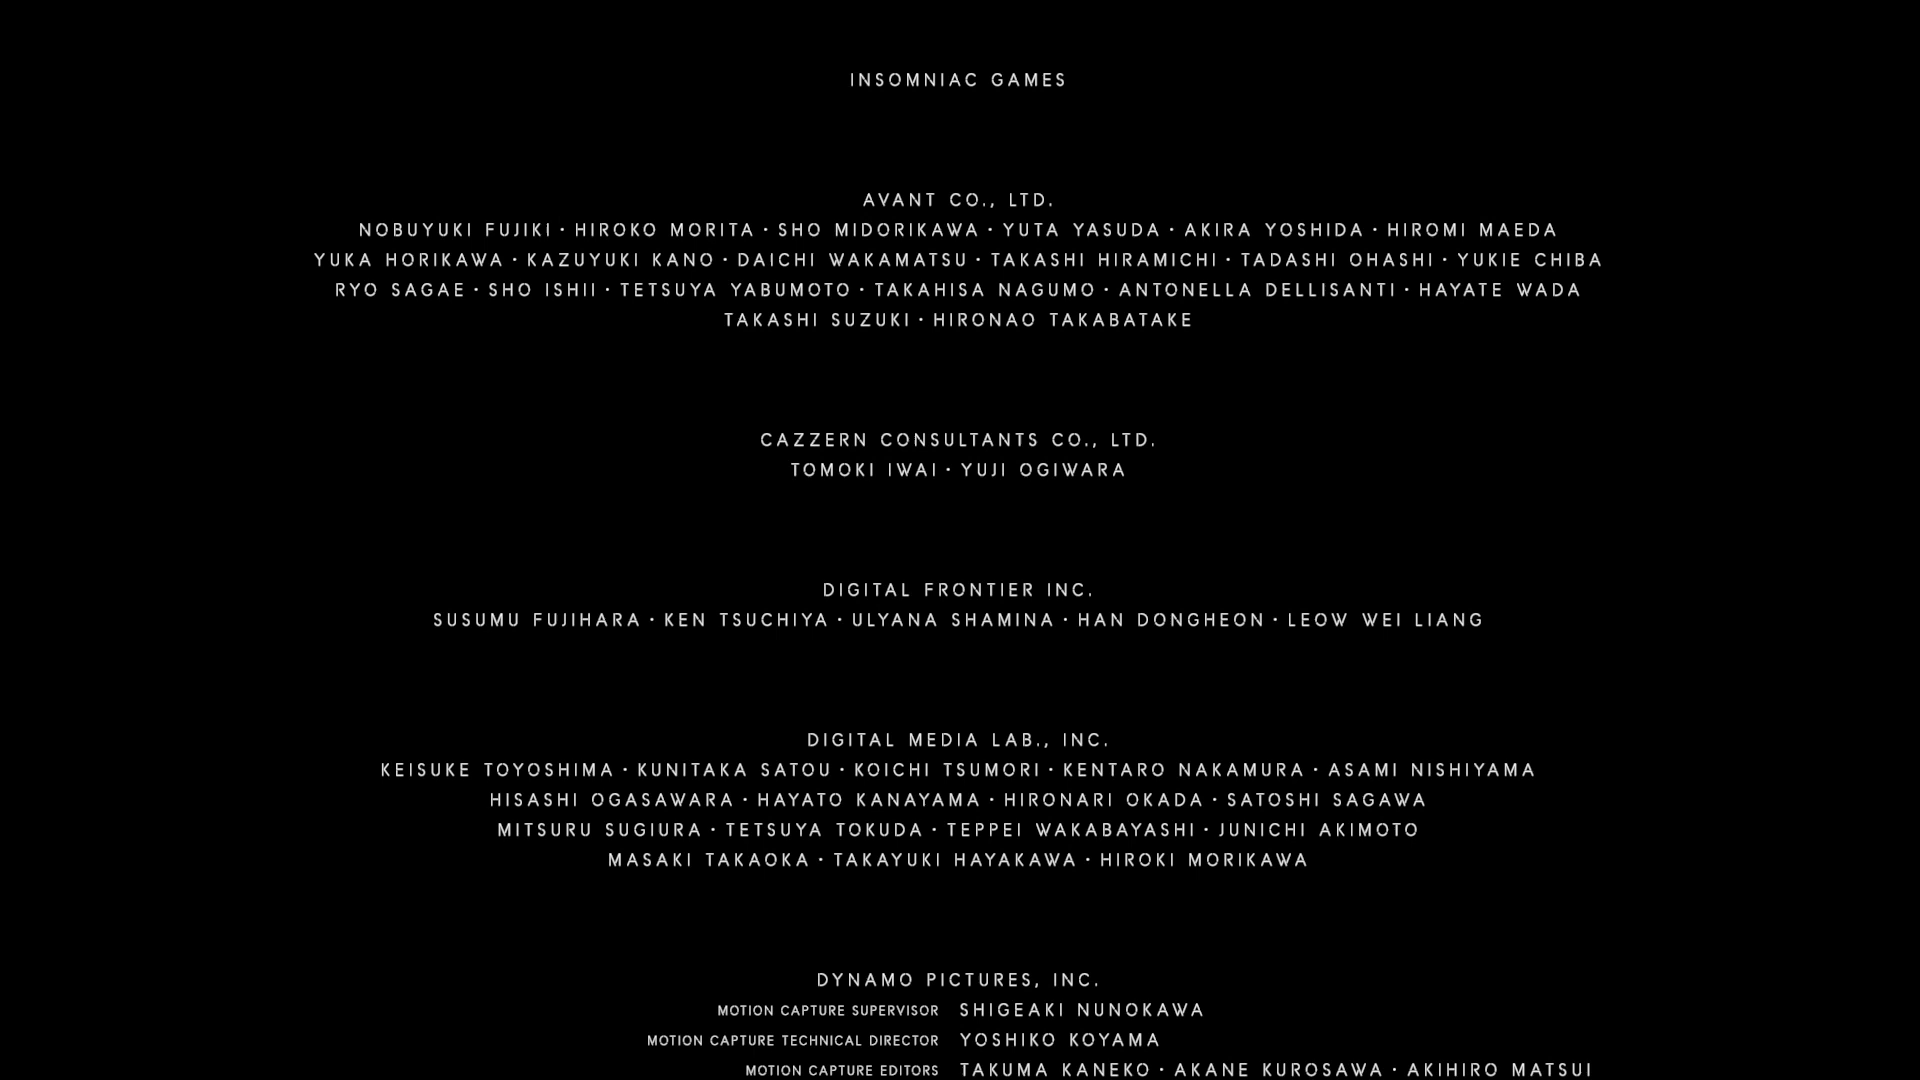 INSOMNIAC GAMES
AVANT CO., LTD.
NOBUYUKI FUJIKI · HIROKO MORITA · SHO MIDORIKAWA · YUTA YASUDA · AKIRA YOSHIDA · HIROMI MAEDA
YUKA HORIKAWA · KAZUYUKI KANO · DAICHI WAKAMATSU · TAKASHI HIRAMICHI · TADASHI OHASHI · YUKIE CHIBA
RYO SAGAE · SHO ISHII · TETSUYA YABUMOTO · TAKAHISA NAGUMO · ANTONELLA DELLISANTI · HAYATE WADA
TAKASHI SUZUKI · HIRONAO TAKABATAKE
CAZZERN CONSULTANTS CO., LTD.
TOMOKI IWAI · YUJI OGIWARA
DIGITAL FRONTIER INC.
SUSUMU FUJIHARA · KEN TSUCHIYA · ULYANA SHAMINA · HAN DONGHEON · LEOW WEI LIANG
DIGITAL MEDIA LAB., INC.
KEISUKE TOYOSHIMA · KUNITAKA SATOU · KOICHI TSUMORI · KENTARO NAKAMURA · ASAMI NISHIYAMA
HISASHI OGASAWARA · HAYATO KANAYAMA · HIRONARI OKADA · SATOSHI SAGAWA
MITSURU SUGIURA · TETSUYA TOKUDA · TEPPEI WAKABAYASHI · JUNICHI AKIMOTO
MASAKI TAKAOKA · TAKAYUKI HAYAKAWA · HIROKI MORIKAWA
DYNAMO PICTURES, INC.
MOTION CAPTURE SUPERVISOR SHIGEAKI NUNOKAWA
MOTION CAPTURE TECHNICAL DIRECTOR YOSHIKO KOYAMA
MOTION CAPTURE EDITORS TAKUMA KANEKO · AKANE KUROSAWA · AKIHIRO MATSUI